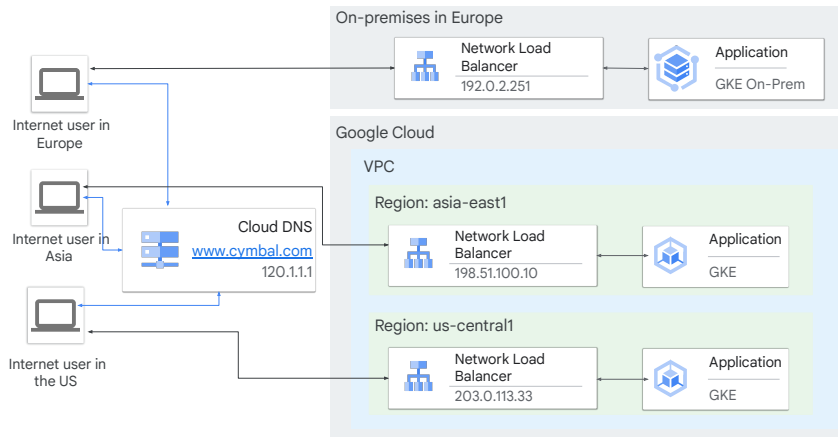 On-premises in Europe
Network Load
Balancer
192.0.2.251
Application
GKE On-Prem
Internet user in
Europe
Google Cloud
VPC
Region: asia-east1
Internet user in
Asia
Cloud DNS
www.cymbal.com
120.1.1.1
Network Load
Balancer
198.51.100.10
Application
GKE
Region: us-central1
Internet user in
the US
Network Load
Balancer
203.0.113.33
Application
GKE